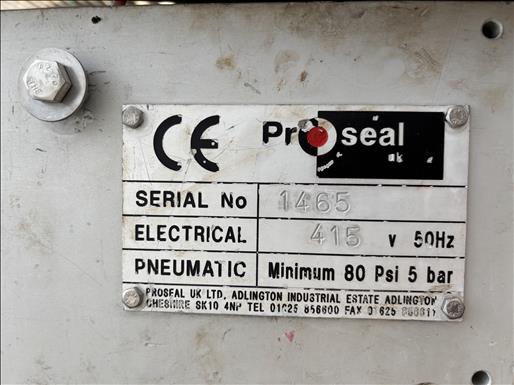 CE Proseal
uk
SERIAL No 1465
ELECTRICAL 415 v 50Hz
PNEUMATIC Minimum 80 Psi 5 bar
PROSEAL UK LTD, ADLINGTON INDUSTRIAL ESTATE ADLINGTON
CHESHIRE SK10 4NP TEL 01625 856600 FAX 01625